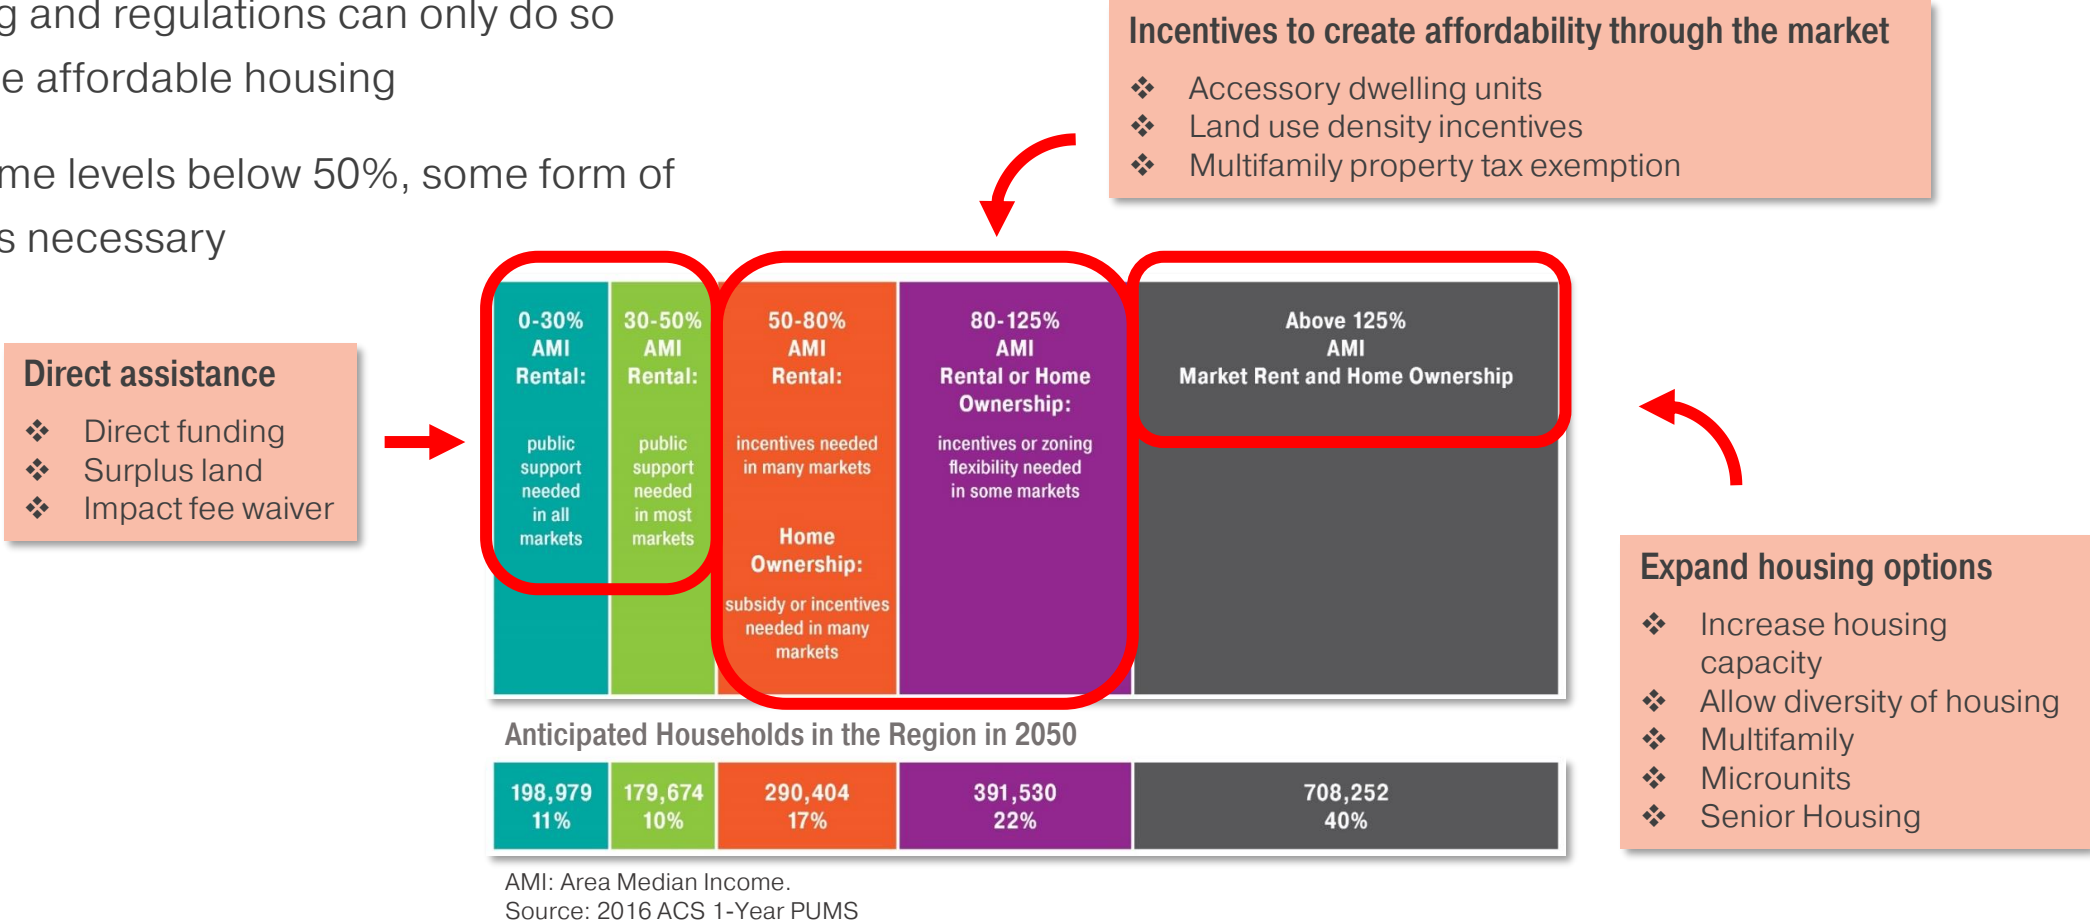 g and regulations can only do so
e affordable housing
me levels below 50%, some form of
s necessary
Incentives to create affordability through the market
❖ Accessory dwelling units
❖ Land use density incentives
❖ Multifamily property tax exemption
Direct assistance
❖ Direct funding
❖ Surplus land
❖ Impact fee waiver
0-30%
AMI
Rental:
public
support
needed
in all
markets
30-50%
AMI
Rental:
public
support
needed
in most
markets
50-80%
AMI
Rental:
incentives needed
in many markets
Home
Ownership:
subsidy or incentives
needed in many
markets
80-125%
AMI
Rental or Home
Ownership:
incentives or zoning
flexibility needed
in some markets
Above 125%
AMI
Market Rent and Home Ownership
Expand housing options
❖ Increase housing
capacity
❖ Allow diversity of housing
❖ Multifamily
❖ Microunits
❖ Senior Housing
Anticipated Households in the Region in 2050
198,979
11%
179,674
10%
290,404
17%
391,530
22%
708,252
40%
AMI: Area Median Income.
Source: 2016 ACS 1-Year PUMS